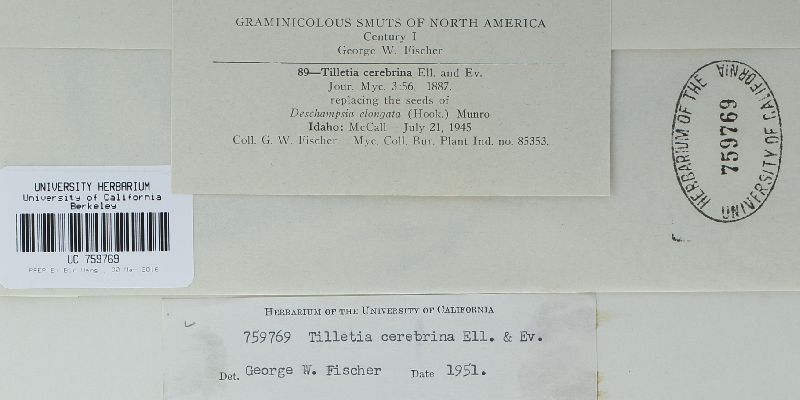 GRAMINICOLOUS SMUTS OF NORTH AMERICA
Century I
George W. Fischer
89—Tilletia cerebrina Ell. and Ev.
Jour. Myc. 3:56. 1887.
replacing the seeds of
Deschampsia elongata (Hook.) Munro
Idaho: McCall July 21, 1945
Coll. G. W. Fischer Myc. Coll. Bur. Plant Ind. no. 85353.
HERBARIUM OF THE
759769
UNIVERSITY OF CALIFORNIA
UNIVERSITY HERBARIUM
University of California
Berkeley
UC 759769
HERBARIUM OF THE UNIVERSITY OF CALIFORNIA
759769 Tilletia cerebrina Ell. & Ev.
Det. George W. Fischer Date 1951.